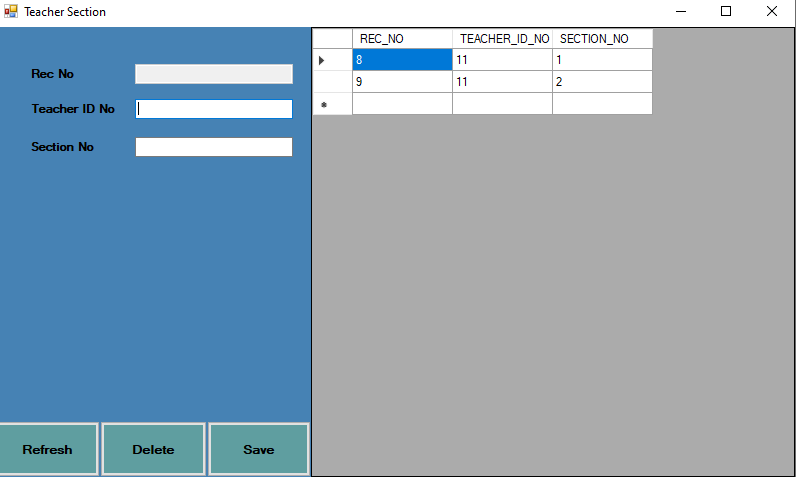 Teacher Section
Rec No
Teacher ID No
Section No
REC_NO TEACHER_ID_NO SECTION_NO
8 11 1
9 11 2
Refresh Delete Save